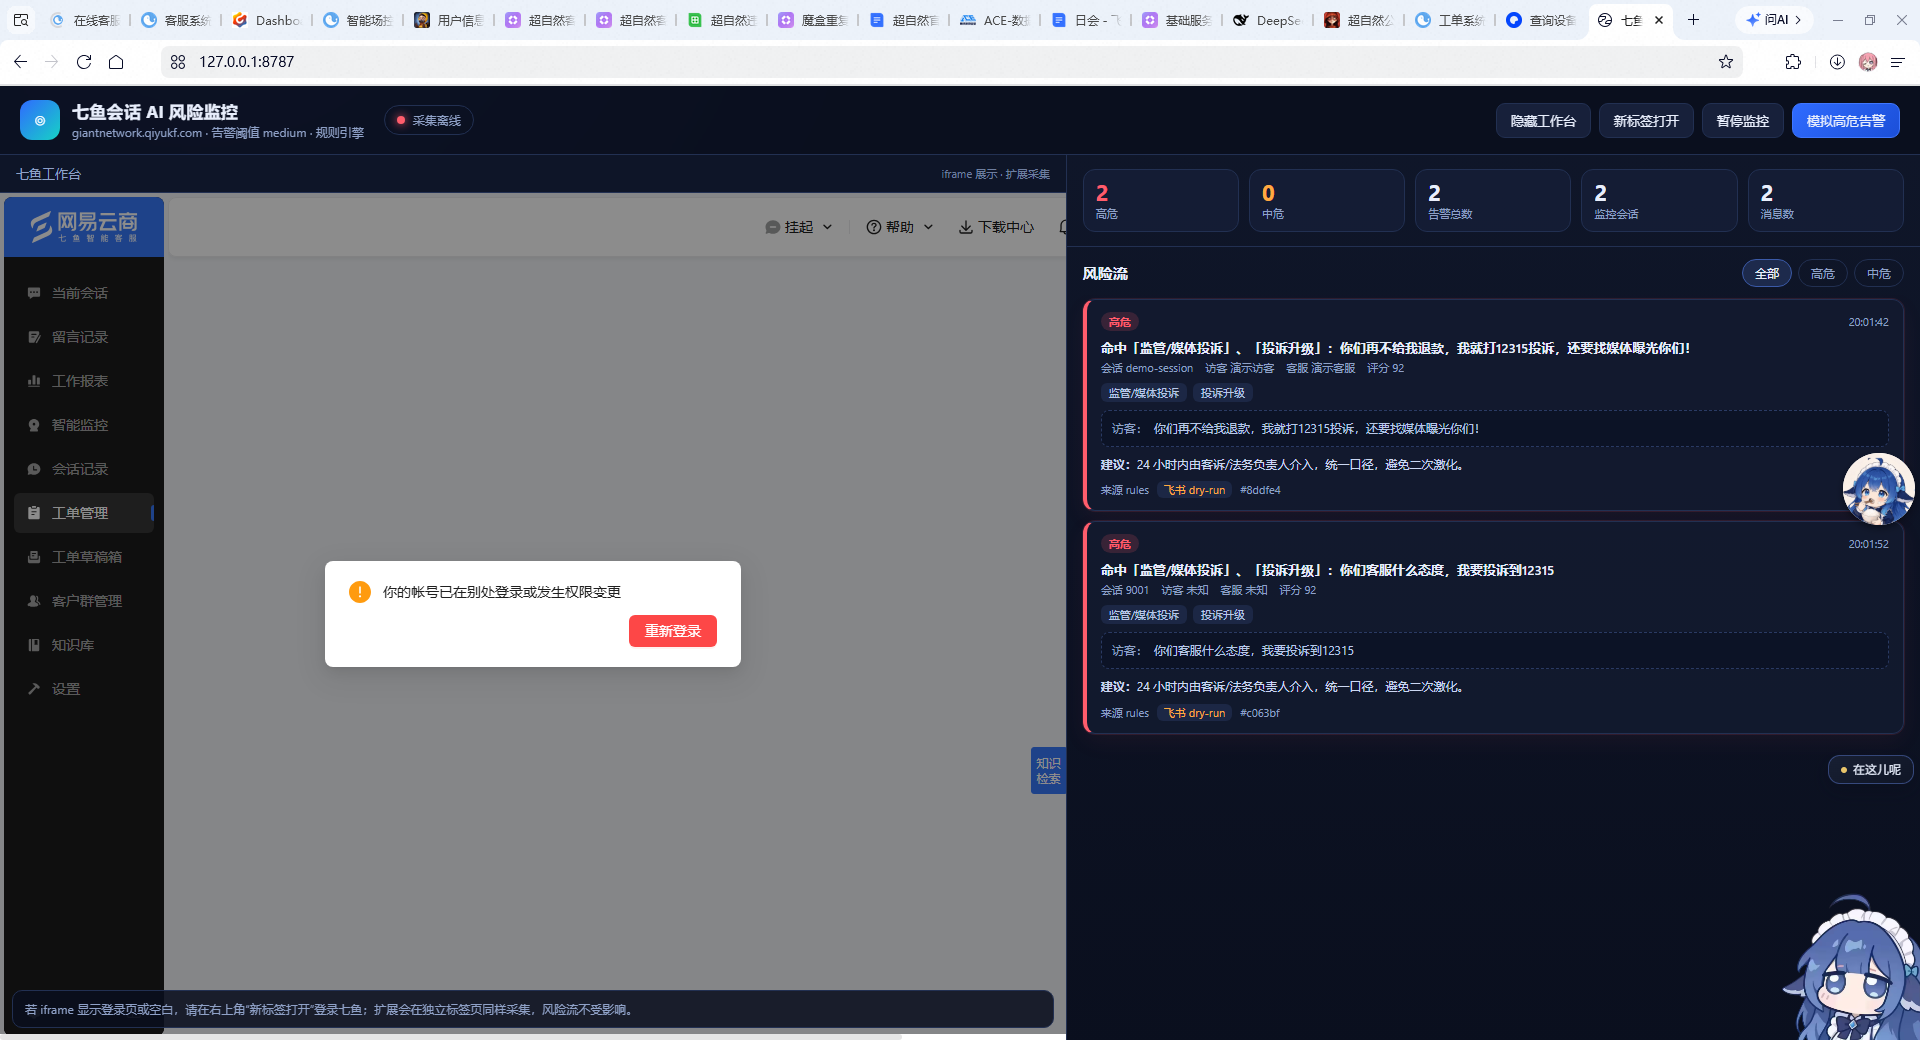 在线客服
客服系统
Dashbo
智能场控
用户信息
超自然客
超自然客
超自然运
魔盒重复
超自然官
ACE-数据
日会 - 飞
基础服务
DeepSe
超自然公
工单系统
查询设备
七鱼
问AI
127.0.0.1:8787
七鱼会话 AI 风险监控
giantnetwork.qiyukf.com · 告警阈值 medium · 规则引擎
采集离线
隐藏工作台
新标签打开
暂停监控
模拟高危告警
七鱼工作台
iframe 展示 · 扩展采集
网易云商
七鱼智能客服
挂起
帮助
下载中心
当前会话
留言记录
工作报表
智能监控
会话记录
工单管理
工单草稿箱
客户群管理
知识库
设置
你的帐号已在别处登录或发生权限变更
重新登录
知识
检索
若 iframe 显示登录页或空白，请在右上角“新标签打开”登录七鱼；扩展会在独立标签页同样采集，风险流不受影响。
2
高危
0
中危
2
告警总数
2
监控会话
2
消息数
风险流
全部
高危
中危
高危
20:01:42
命中「监管/媒体投诉」、「投诉升级」：你们再不给我退款，我就打12315投诉，还要找媒体曝光你们！
会话 demo-session 访客 演示访客 客服 演示客服 评分 92
监管/媒体投诉
投诉升级
访客： 你们再不给我退款，我就打12315投诉，还要找媒体曝光你们！
建议：24 小时内由客诉/法务负责人介入，统一口径，避免二次激化。
来源 rules 飞书 dry-run #8ddfe4
高危
20:01:52
命中「监管/媒体投诉」、「投诉升级」：你们客服什么态度，我要投诉到12315
会话 9001 访客 未知 客服 未知 评分 92
监管/媒体投诉
投诉升级
访客： 你们客服什么态度，我要投诉到12315
建议：24 小时内由客诉/法务负责人介入，统一口径，避免二次激化。
来源 rules 飞书 dry-run #c063bf
在这儿呢